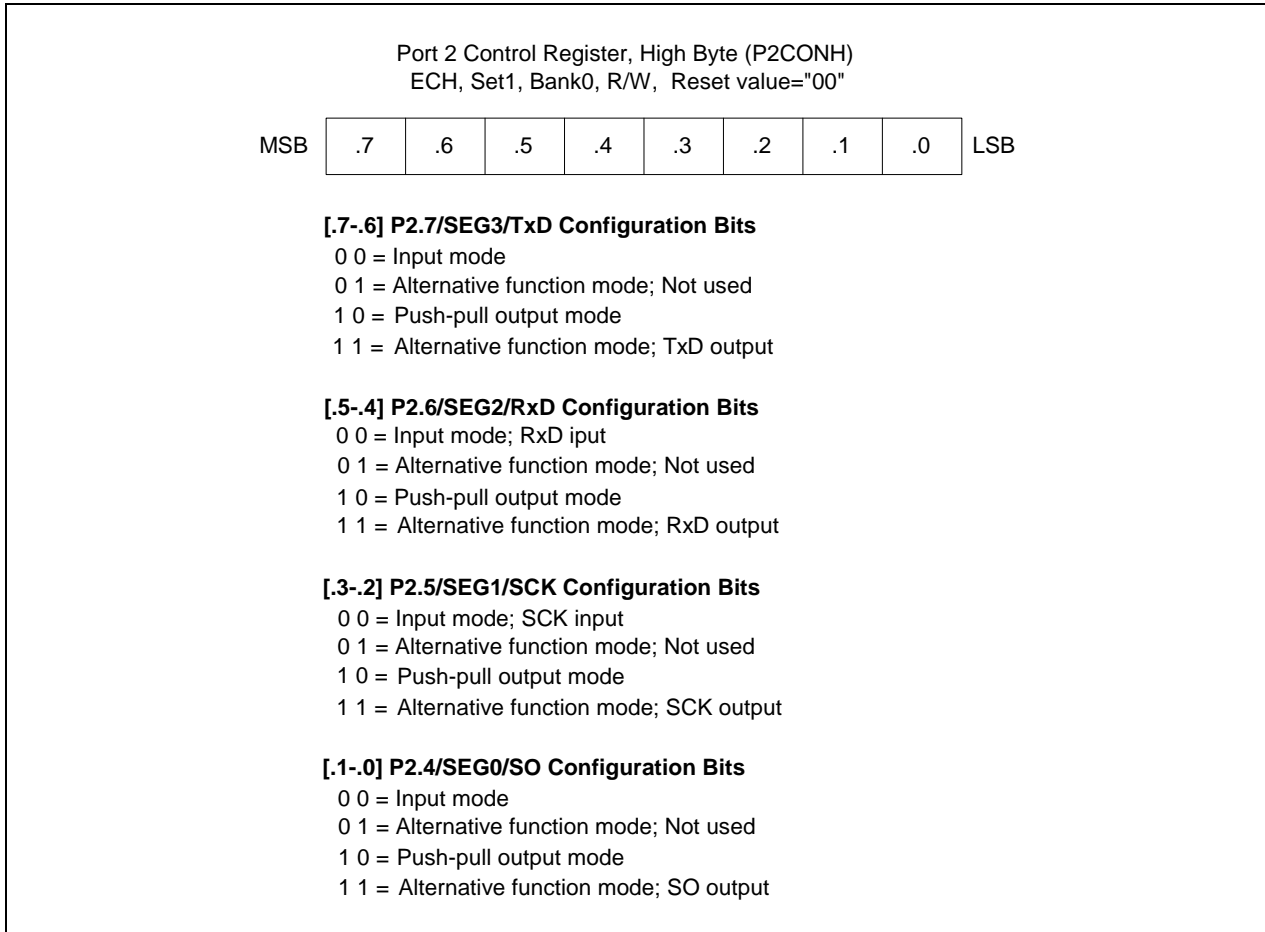 Port 2 Control Register, High Byte (P2CONH)
ECH, Set1, Bank0, R/W, Reset value="00"
MSB .7 .6 .5 .4 .3 .2 .1 .0 LSB
[.7-.6] P2.7/SEG3/TxD Configuration Bits
0 0 = Input mode
0 1 = Alternative function mode; Not used
1 0 = Push-pull output mode
1 1 = Alternative function mode; TxD output
[.5-.4] P2.6/SEG2/RxD Configuration Bits
0 0 = Input mode; RxD iput
0 1 = Alternative function mode; Not used
1 0 = Push-pull output mode
1 1 = Alternative function mode; RxD output
[.3-.2] P2.5/SEG1/SCK Configuration Bits
0 0 = Input mode; SCK input
0 1 = Alternative function mode; Not used
1 0 = Push-pull output mode
1 1 = Alternative function mode; SCK output
[.1-.0] P2.4/SEG0/SO Configuration Bits
0 0 = Input mode
0 1 = Alternative function mode; Not used
1 0 = Push-pull output mode
1 1 = Alternative function mode; SO output